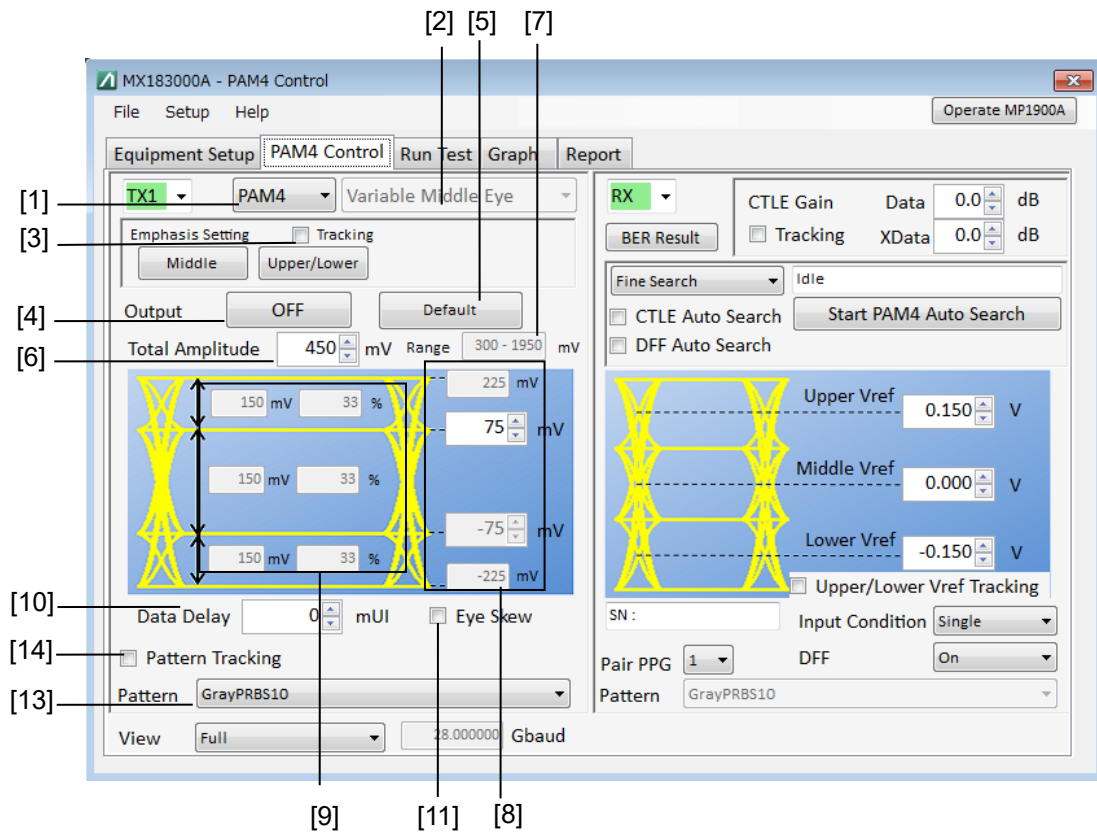 [2] [5] [7]
MX183000A - PAM4 Control
File Setup Help
Operate MP1900A
Equipment Setup PAM4 Control Run Test Graph Report
[1]
TX1 PAM4 Variable Middle Eye
[3]
Emphasis Setting Tracking
Middle Upper/Lower
[4]
Output OFF Default
[6]
Total Amplitude 450 mV Range 300 - 1950 mV
150 mV 33 %
225 mV
75 mV
150 mV 33 %
-75 mV
150 mV 33 %
-225 mV
[10]
Data Delay 0 mUI Eye Skew
[14]
Pattern Tracking
[13]
Pattern GrayPRBS10
View Full 28.000000 Gbaud
RX
CTLE Gain Data 0.0 dB
BER Result
Tracking XData 0.0 dB
Fine Search Idle
CTLE Auto Search Start PAM4 Auto Search
DFF Auto Search
Upper Vref 0.150 V
Middle Vref 0.000 V
Lower Vref -0.150 V
Upper/Lower Vref Tracking
SN :
Input Condition Single
Pair PPG 1 DFF On
Pattern GrayPRBS10
[9] [11] [8]